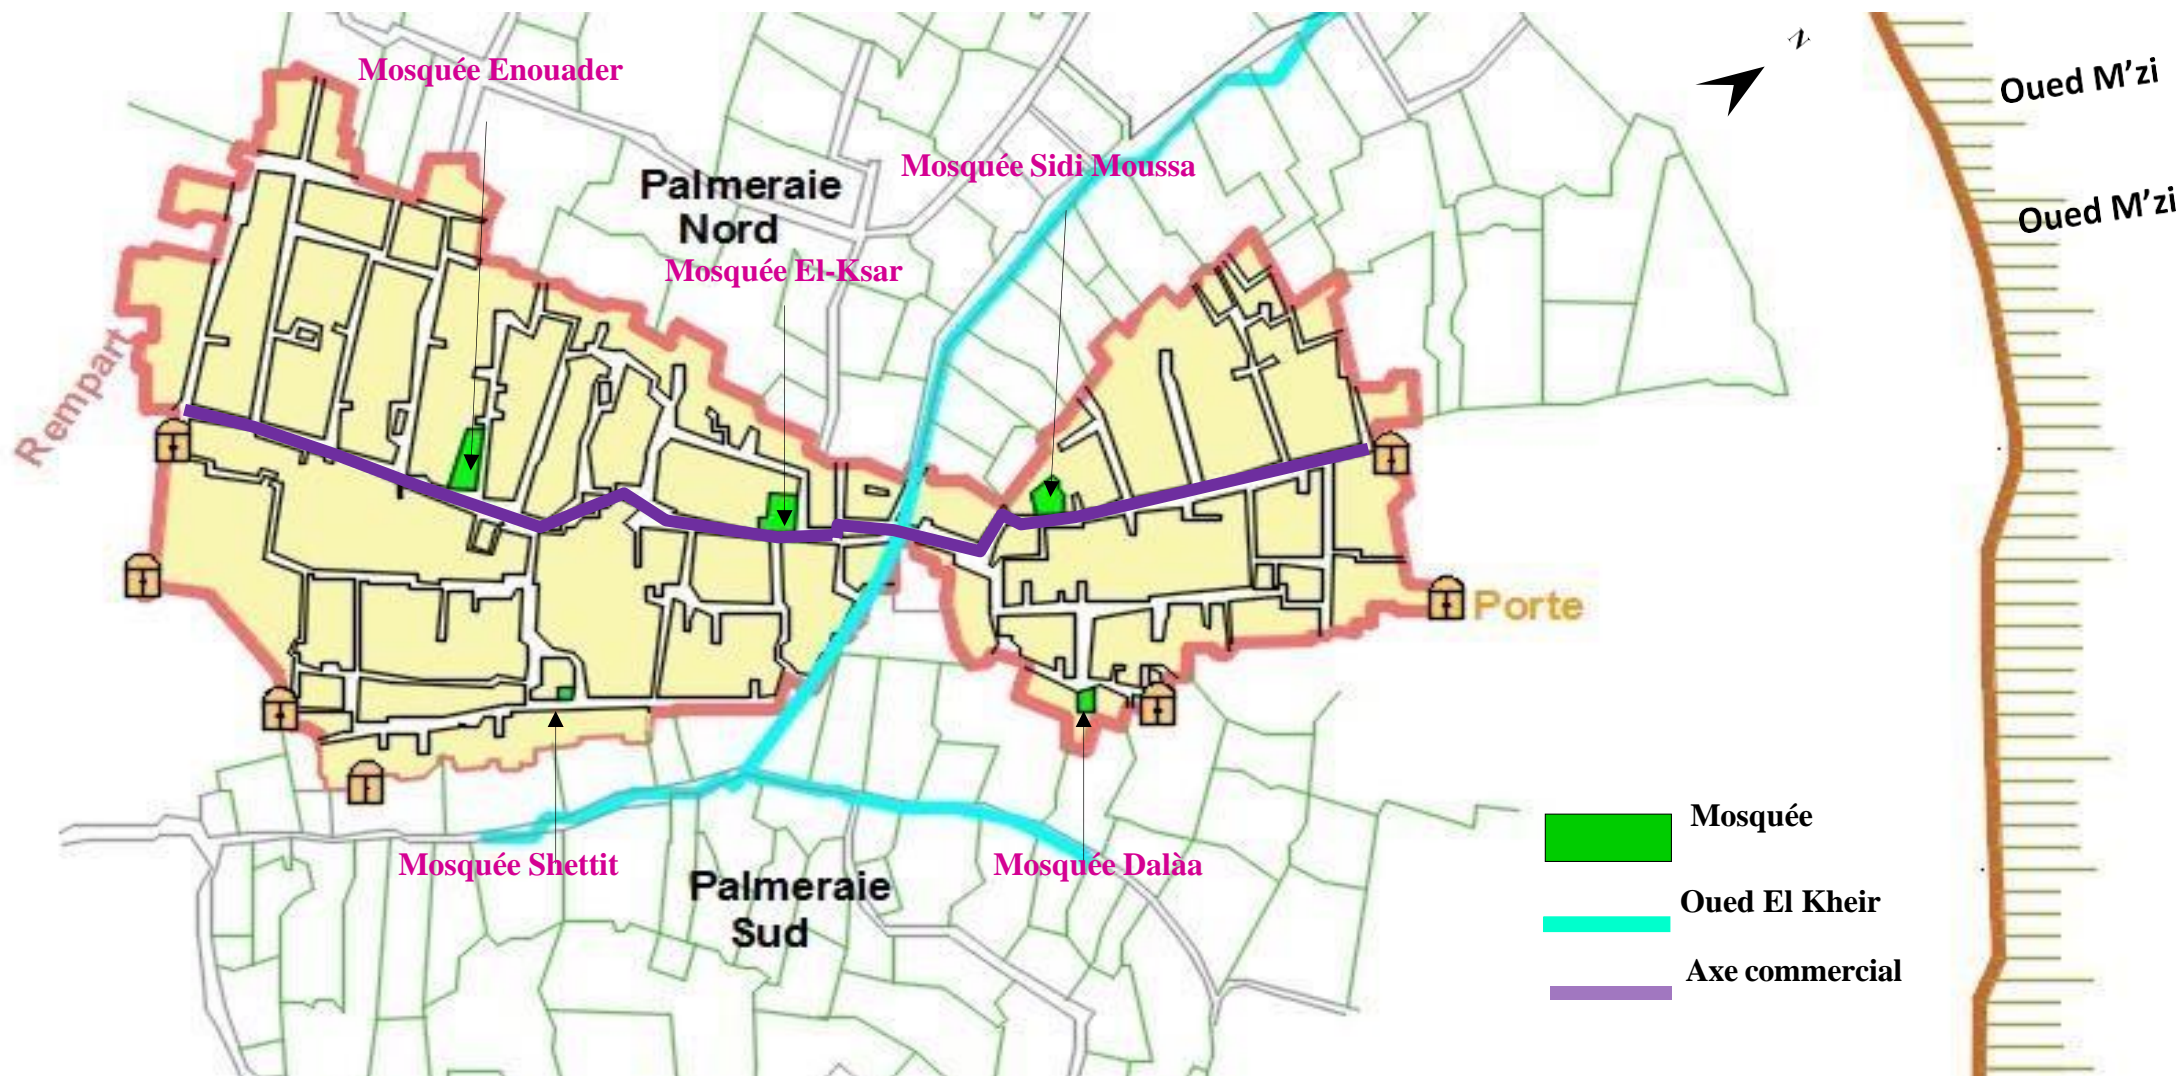 N
Oued M’zi
Mosquée Enouader
Mosquée Sidi Moussa
Palmeraie
Nord
Oued M’zi
Mosquée El-Ksar
Rempart
Porte
Mosquée
Mosquée Shettit
Mosquée Dalàa
Palmeraie
Sud
Oued El Kheir
Axe commercial